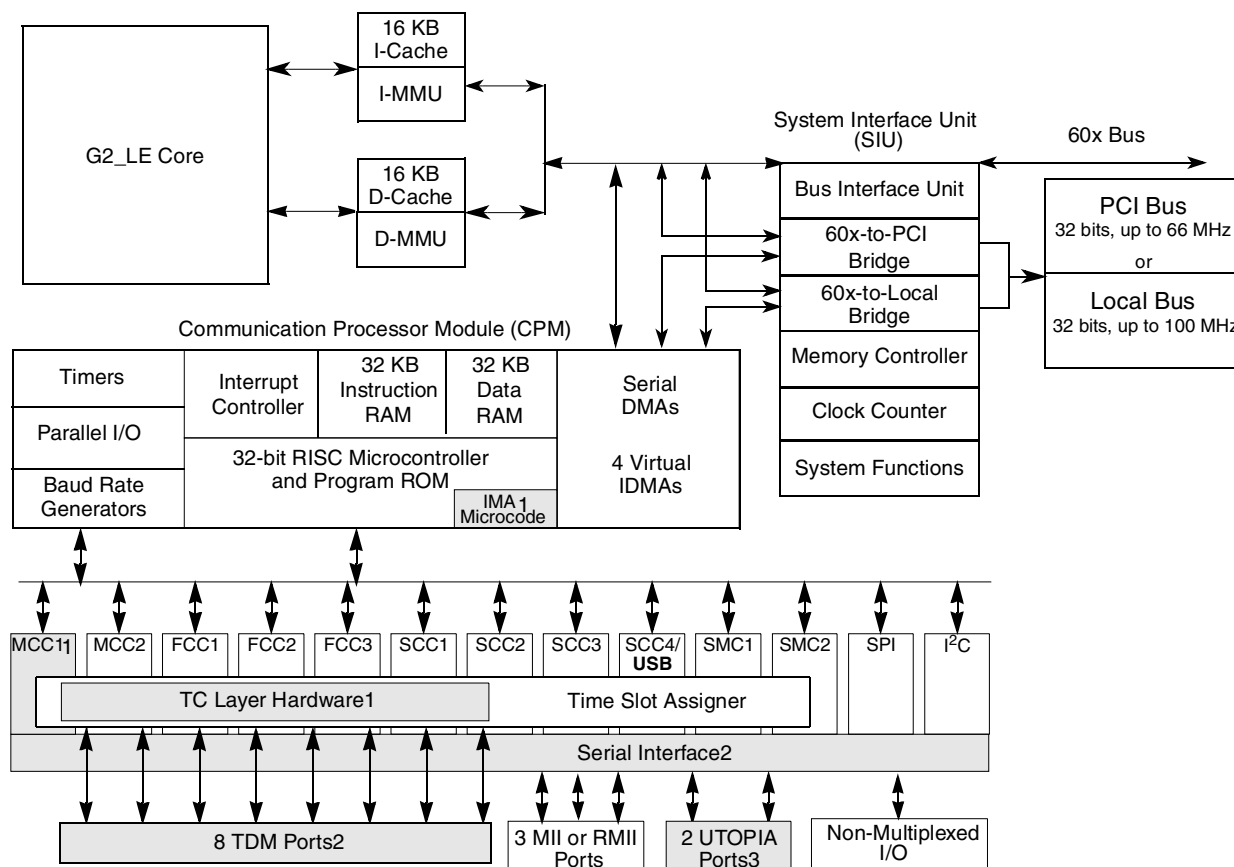 16 KB
I-Cache
I-MMU
G2_LE Core
16 KB
D-Cache
D-MMU
System Interface Unit
(SIU)
60x Bus
Bus Interface Unit
60x-to-PCI
Bridge
60x-to-Local
Bridge
Memory Controller
Clock Counter
System Functions
PCI Bus
32 bits, up to 66 MHz
or
Local Bus
32 bits, up to 100 MHz
Communication Processor Module (CPM)
Timers
Parallel I/O
Baud Rate
Generators
Interrupt
Controller
32 KB
Instruction
RAM
32 KB
Data
RAM
32-bit RISC Microcontroller
and Program ROM
IMA1
Microcode
Serial
DMAs
4 Virtual
IDMAs
MCC11
MCC2
FCC1
FCC2
FCC3
SCC1
SCC2
SCC3
SCC4/
USB
SMC1
SMC2
SPI
I²C
TC Layer Hardware1
Time Slot Assigner
Serial Interface2
8 TDM Ports2
3 MII or RMII
Ports
2 UTOPIA
Ports3
Non-Multiplexed
I/O